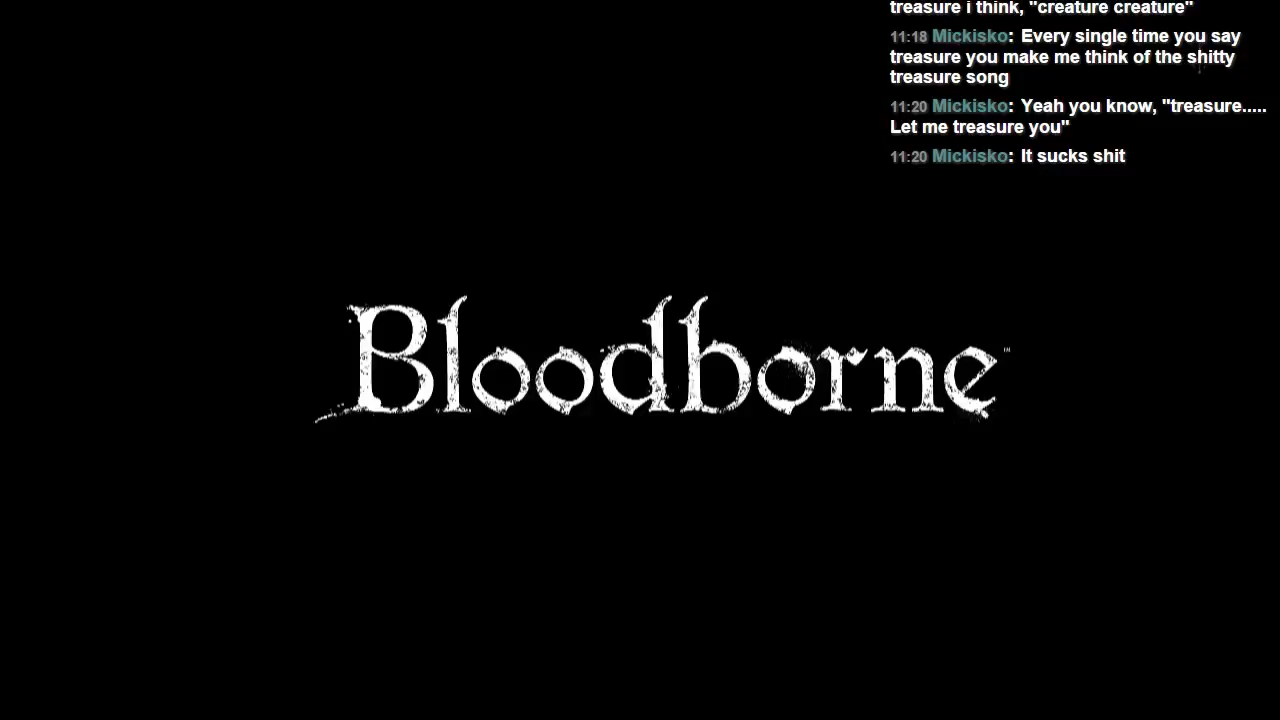 treasure i think, "creature creature"
11:18 Mickisko: Every single time you say
treasure you make me think of the shitty
treasure song
11:20 Mickisko: Yeah you know, "treasure.....
Let me treasure you"
11:20 Mickisko: It sucks shit
Bloodborne™